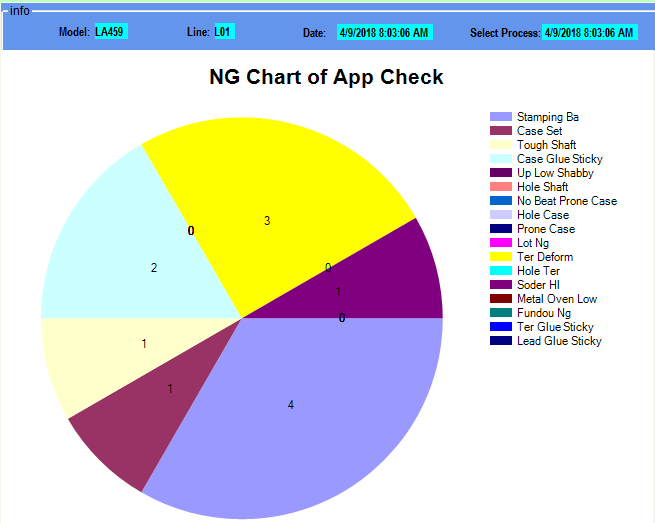 info
Model: LA459 Line: L01 Date: 4/9/2018 8:03:06 AM Select Process: 4/9/2018 8:03:06 AM
NG Chart of App Check
Stamping Ba
Case Set
Tough Shaft
Case Glue Sticky
Up Low Shabby
Hole Shaft
No Beat Prone Case
Hole Case
Prone Case
Lot Ng
Ter Deform
Hole Ter
Soder Hl
Metal Oven Low
Fundou Ng
Ter Glue Sticky
Lead Glue Sticky
3
0
2
0
1
0
1
1
4